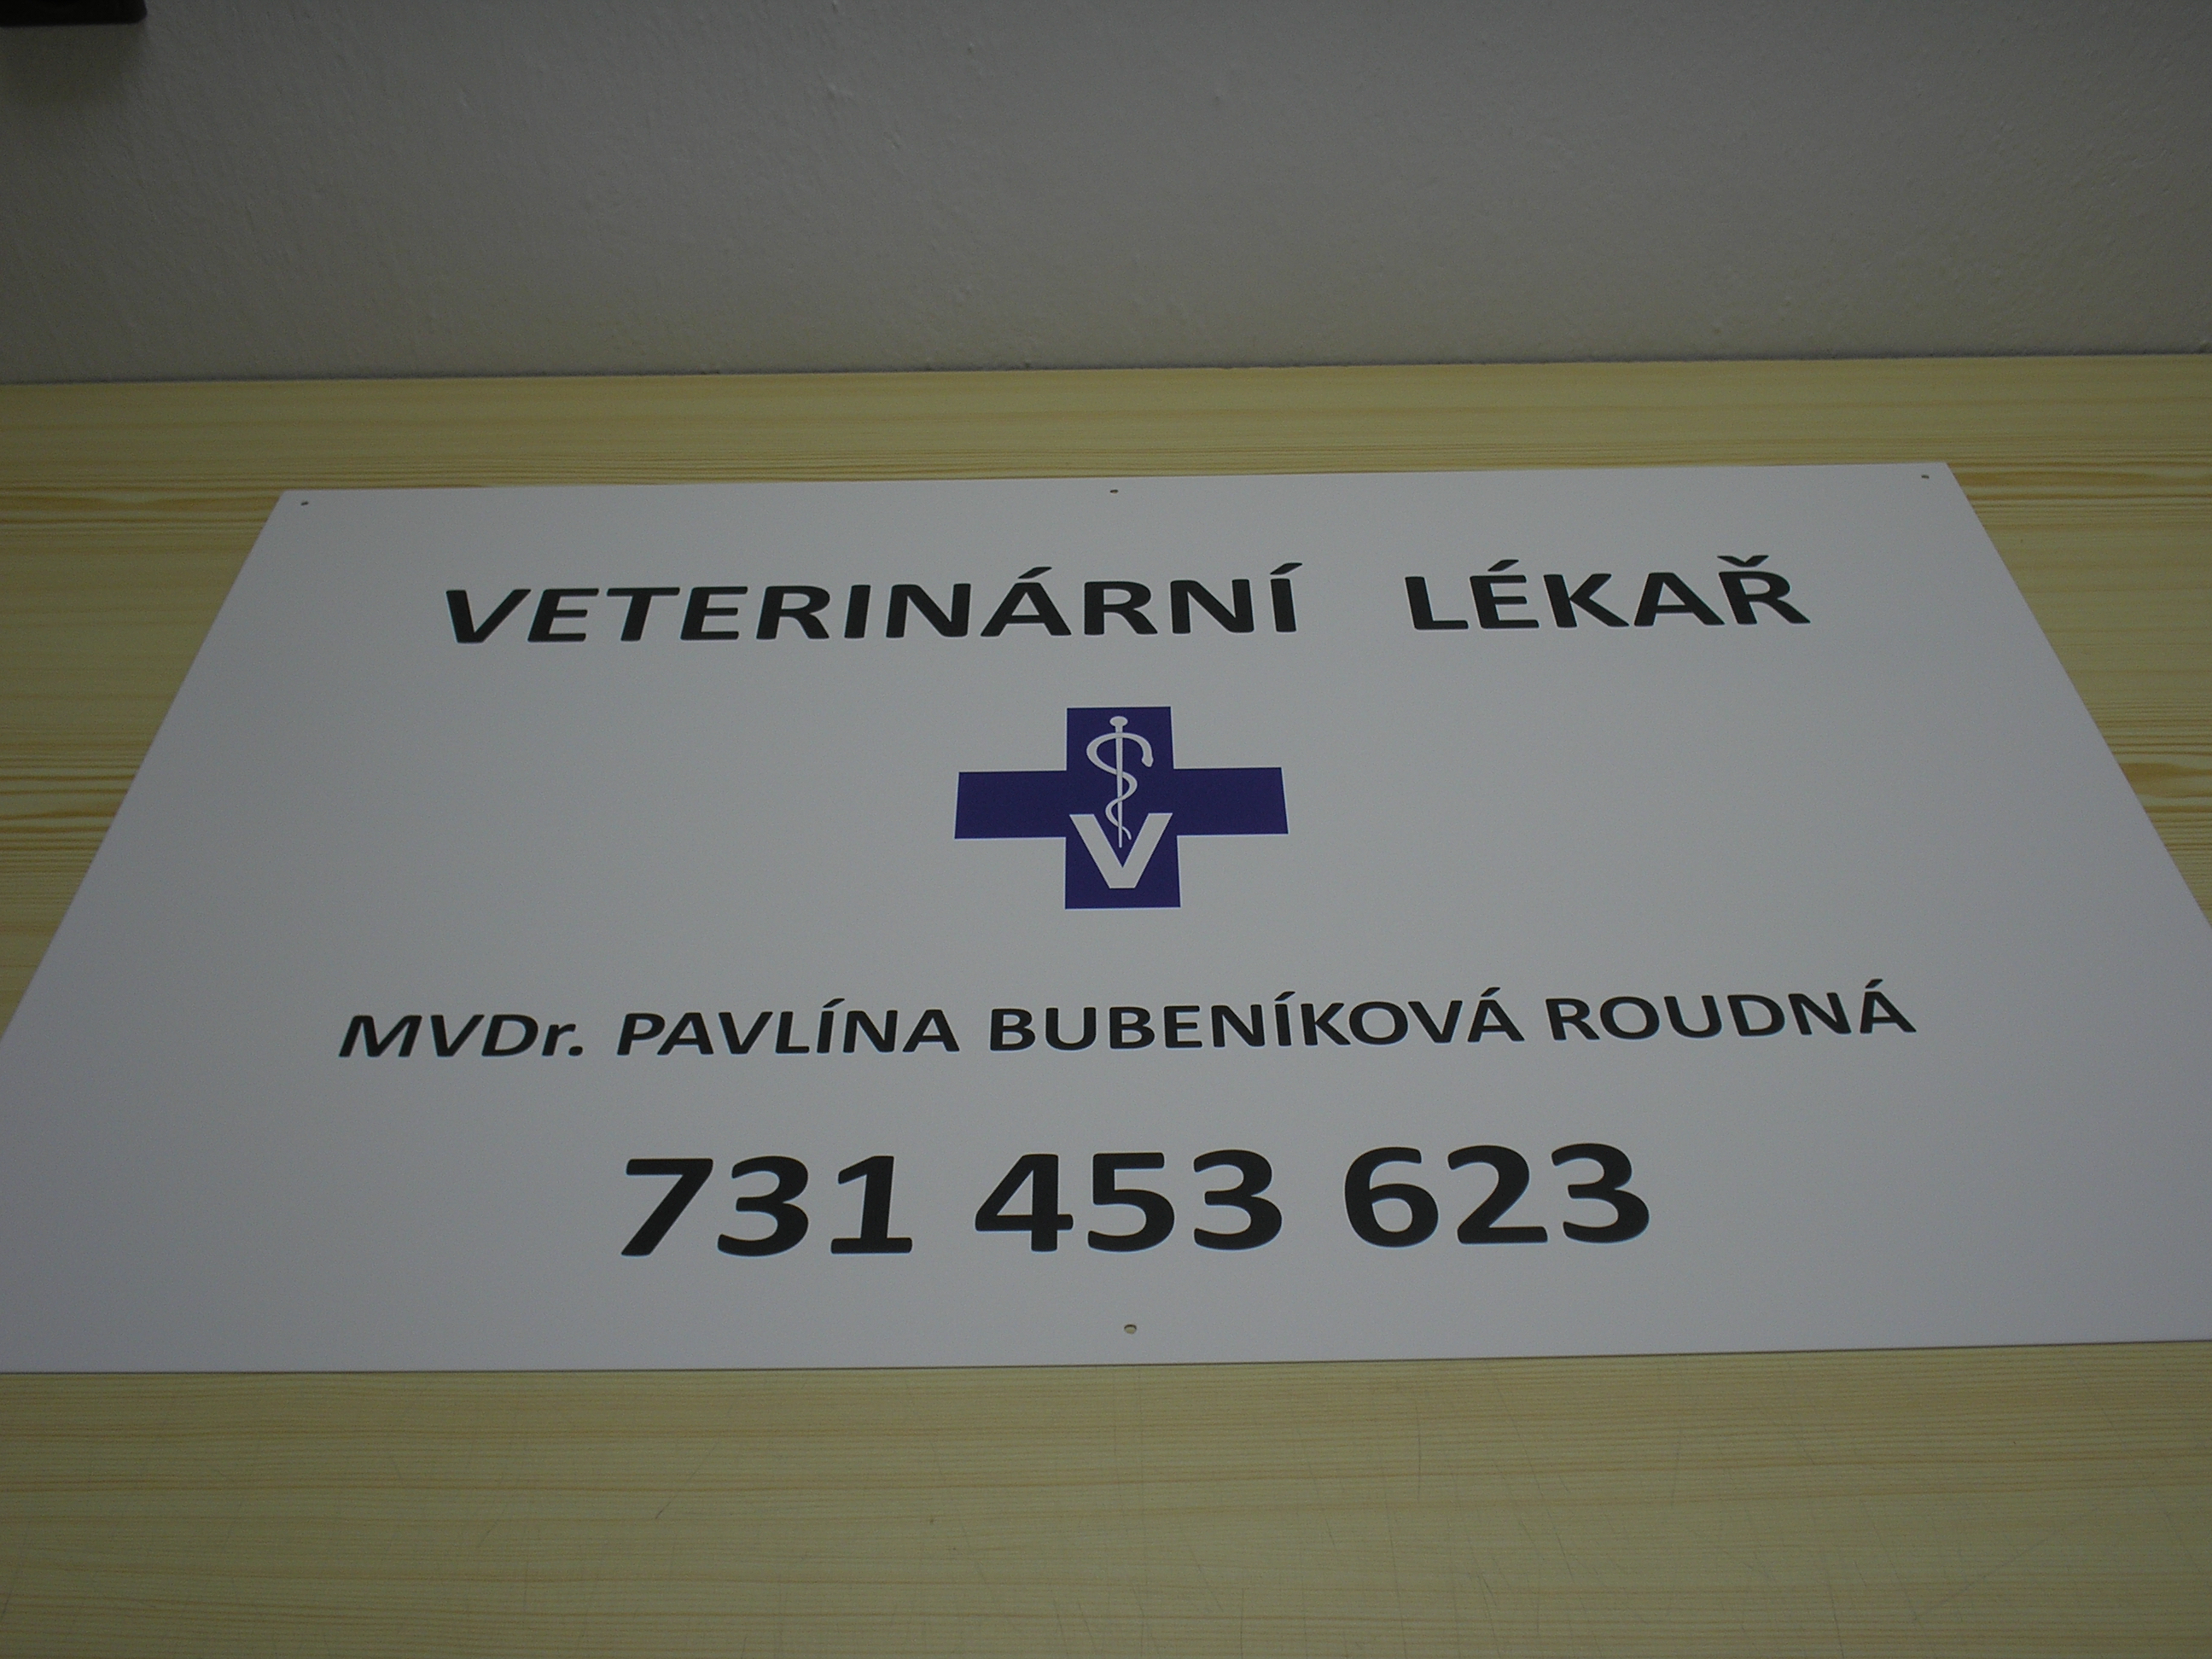 VETERINÁRNÍ LÉKAŘ
V
MVDr. PAVLÍNA BUBENÍKOVÁ ROUDNÁ
731 453 623